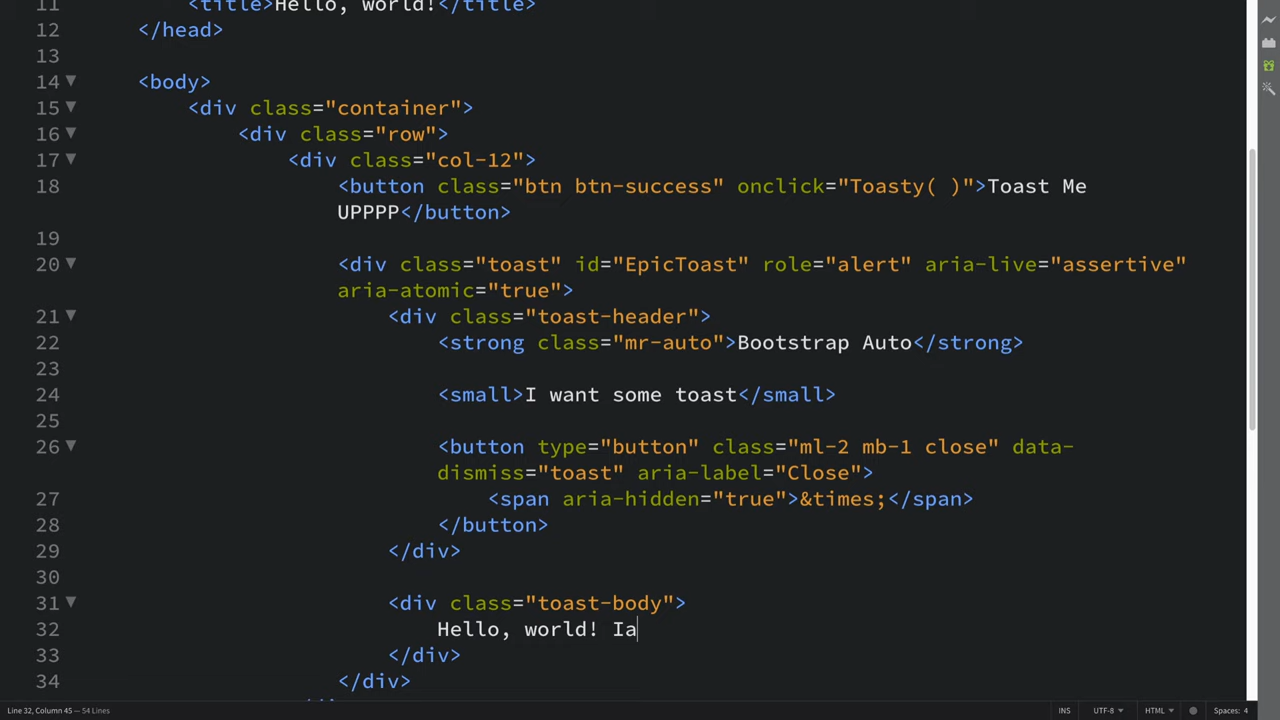 11 <title>Hello, world!</title>
12 </head>
13
14 <body>
15 <div class="container">
16 <div class="row">
17 <div class="col-12">
18 <button class="btn btn-success" onclick="Toasty( )">Toast Me
UPPPP</button>
19
20 <div class="toast" id="EpicToast" role="alert" aria-live="assertive"
aria-atomic="true">
21 <div class="toast-header">
22 <strong class="mr-auto">Bootstrap Auto</strong>
23
24 <small>I want some toast</small>
25
26 <button type="button" class="ml-2 mb-1 close" data-
dismiss="toast" aria-label="Close">
27 <span aria-hidden="true">&times;</span>
28 </button>
29 </div>
30
31 <div class="toast-body">
32 Hello, world! Ia
33 </div>
34 </div>
Line 32, Column 45 — 54 Lines INS UTF-8 HTML Spaces: 4